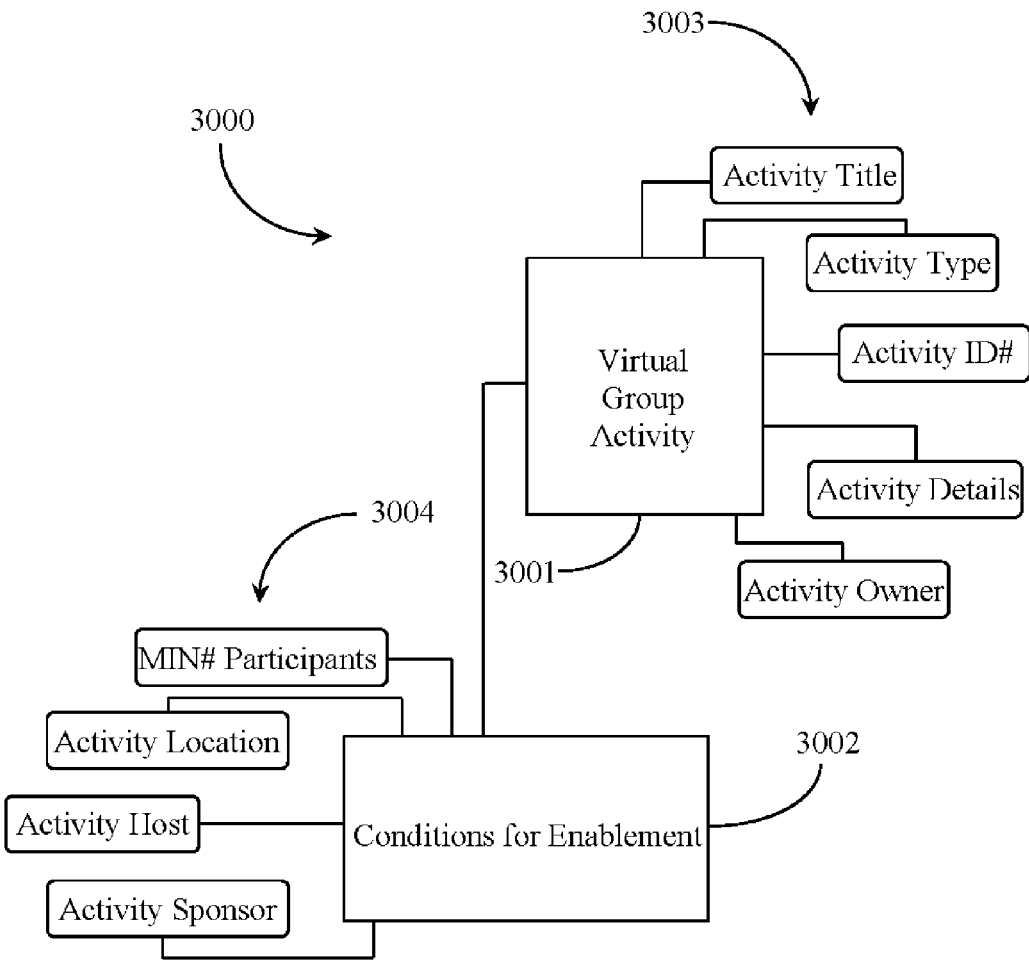 3003
3000
Activity Title
Activity Type
Activity ID#
Virtual
Group
Activity
Activity Details
3004
3001
Activity Owner
MIN# Participants
Activity Location
3002
Activity Host
Conditions for Enablement
Activity Sponsor